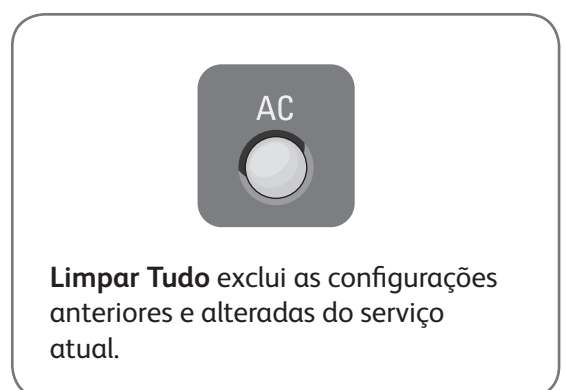 AC
Limpar Tudo exclui as configurações
anteriores e alteradas do serviço
atual.